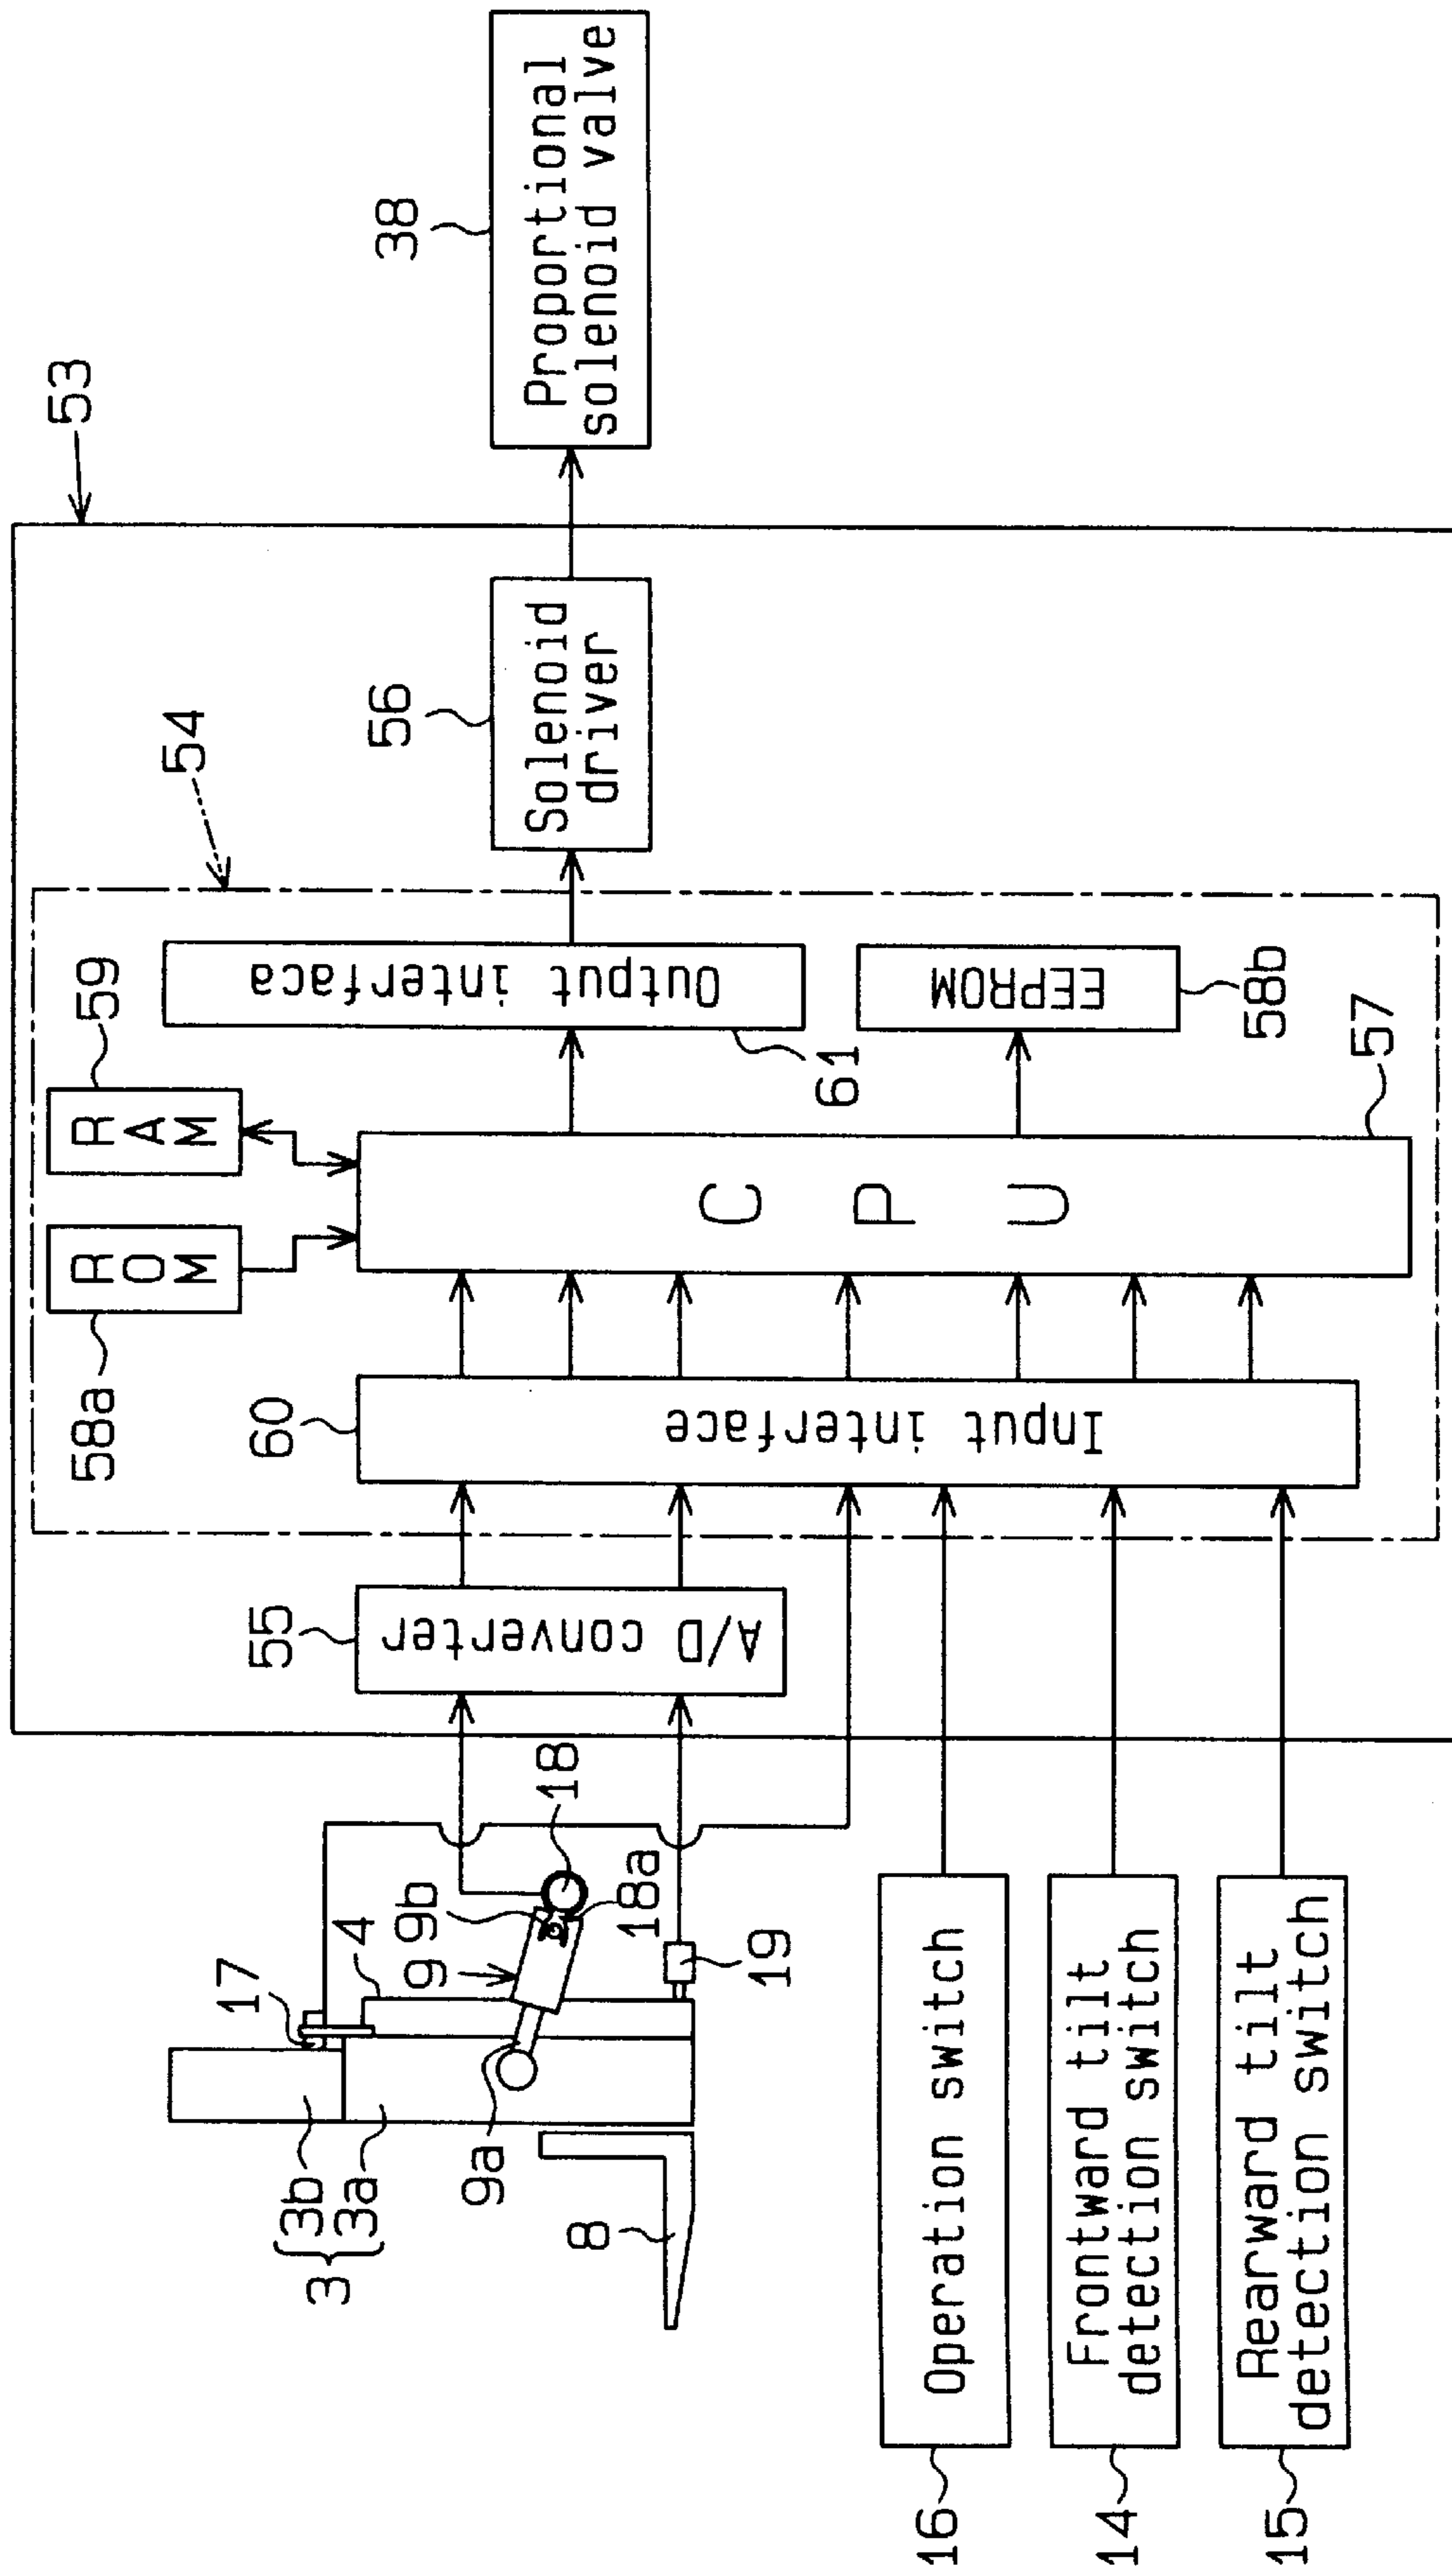 53
54
58a
ROM
RAM
59
17
4
9
9b
18
18a
19
3
3b
3a
9a
8
55
A/D converter
60
Input interface
CPU
57
Output interfaca
61
EEPROM
58b
56
Solenoid
driver
38
Proportional
solenoid valve
16
Operation switch
14
Frontward tilt
detection switch
15
Rearward tilt
detection switch